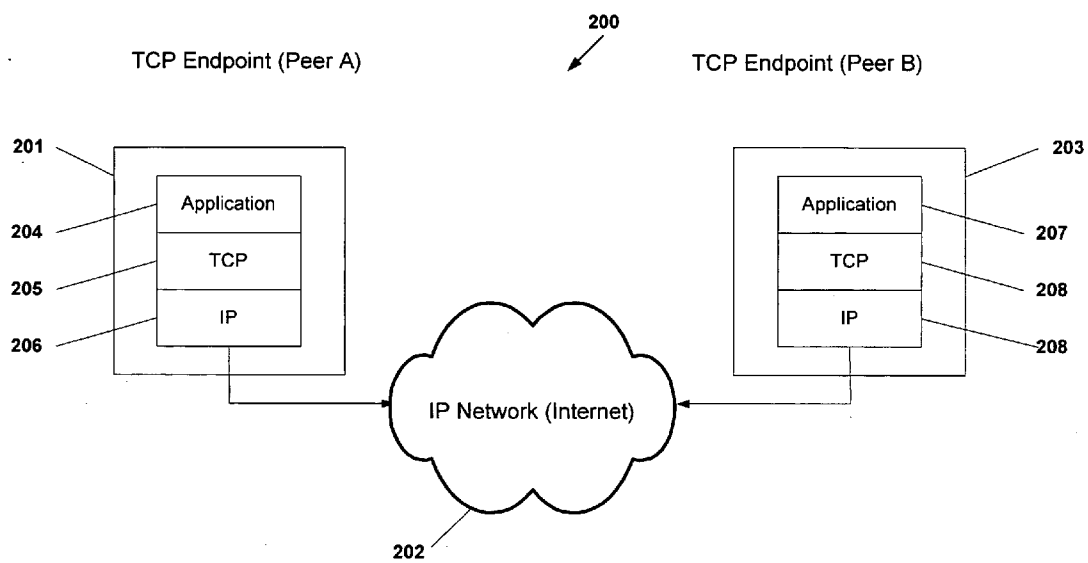 200
TCP Endpoint (Peer A)
TCP Endpoint (Peer B)
201
203
Application
Application
204
207
TCP
TCP
205
208
IP
IP
206
208
IP Network (Internet)
202